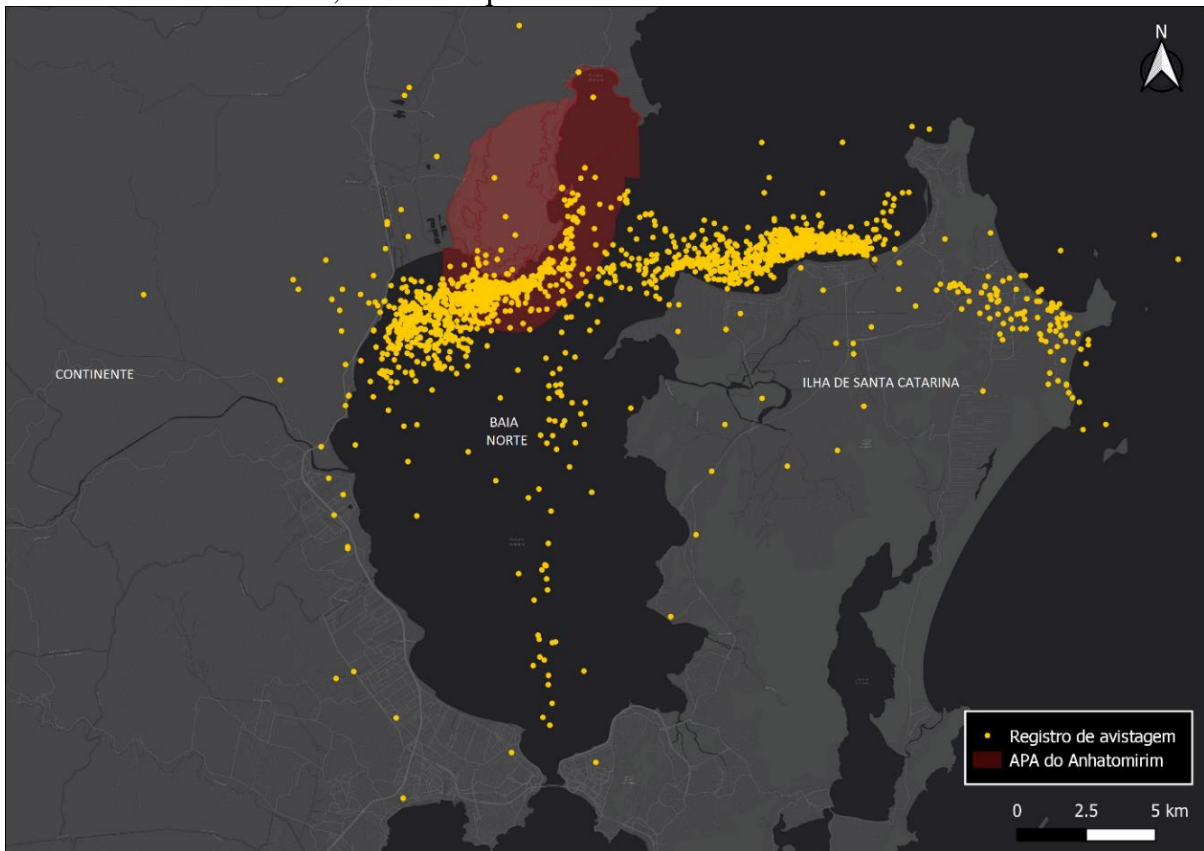 N
CONTINENTE
ILHA DE SANTA CATARINA
BAIA
NORTE
Registro de avistagem
APA do Anhatomirim
0 2.5 5 km